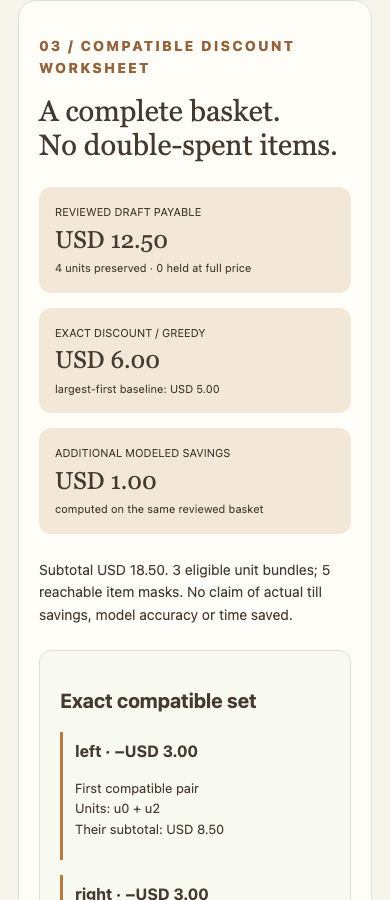 03 / COMPATIBLE DISCOUNT
WORKSHEET
A complete basket.
No double-spent items.
REVIEWED DRAFT PAYABLE
USD 12.50
4 units preserved · 0 held at full price
EXACT DISCOUNT / GREEDY
USD 6.00
largest-first baseline: USD 5.00
ADDITIONAL MODELED SAVINGS
USD 1.00
computed on the same reviewed basket
Subtotal USD 18.50. 3 eligible unit bundles; 5
reachable item masks. No claim of actual till
savings, model accuracy or time saved.
Exact compatible set
left · −USD 3.00
First compatible pair
Units: u0 + u2
Their subtotal: USD 8.50
right · −USD 3.00